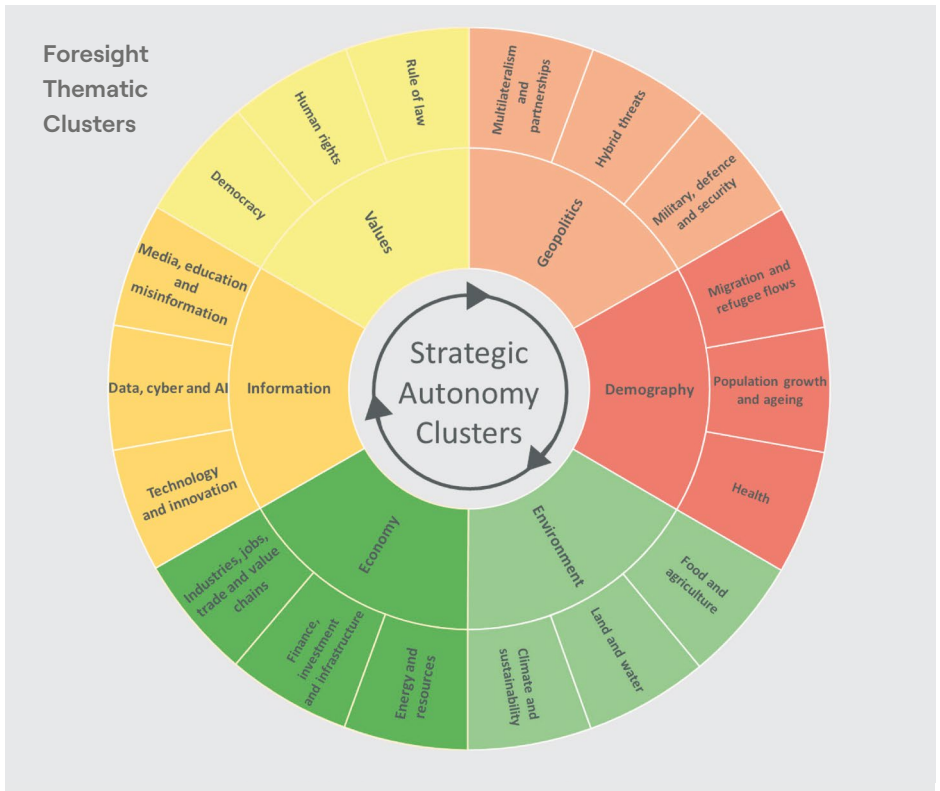 Foresight
Thematic
Clusters
Strategic
Autonomy
Clusters
Geopolitics
Multilateralism
and
partnerships
Hybrid threats
Military, defence
and security
Demography
Migration and
refugee flows
Population growth
and ageing
Health
Environment
Food and
agriculture
Land and water
Climate and
sustainability
Economy
Energy and
resources
Finance,
investment
and infrastructure
Industries, jobs,
trade and value
chains
Information
Technology
and innovation
Data, cyber and AI
Media, education
and
misinformation
Values
Democracy
Human rights
Rule of law